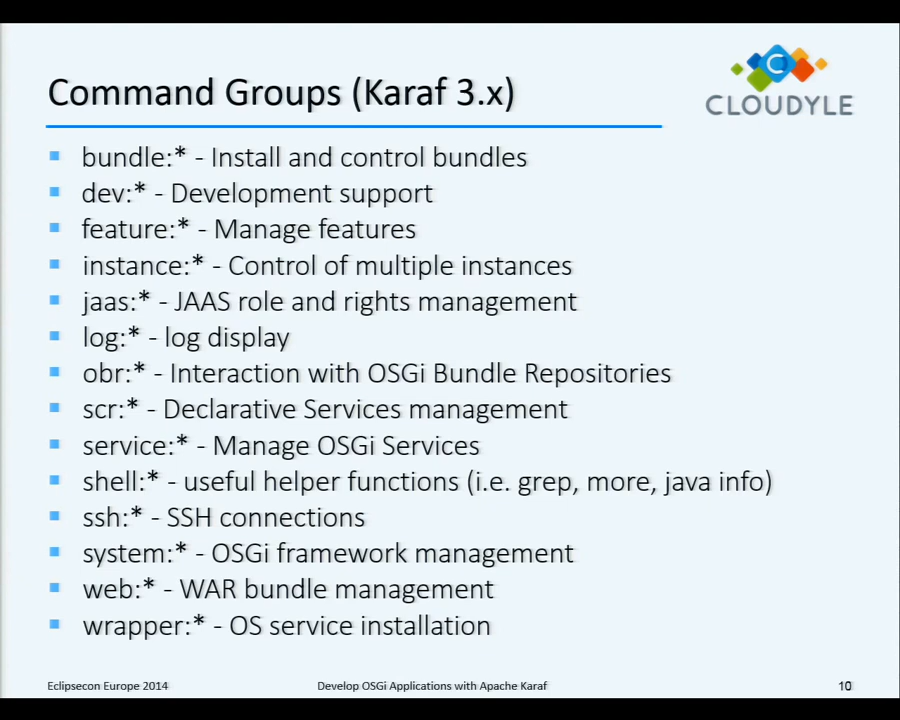 Command Groups (Karaf 3.x)
C
CLOUDYLE
bundle:* - Install and control bundles
dev:* - Development support
feature:* - Manage features
instance:* - Control of multiple instances
jaas:* - JAAS role and rights management
log:* - log display
obr:* - Interaction with OSGi Bundle Repositories
scr:* - Declarative Services management
service:* - Manage OSGi Services
shell:* - useful helper functions (i.e. grep, more, java info)
ssh:* - SSH connections
system:* - OSGi framework management
web:* - WAR bundle management
wrapper:* - OS service installation
Eclipsecon Europe 2014 Develop OSGi Applications with Apache Karaf 10